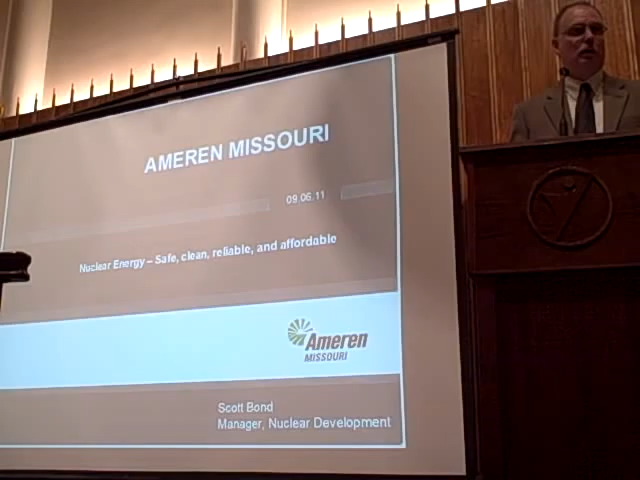 AMEREN MISSOURI
09.06.11
Nuclear Energy – Safe, clean, reliable, and affordable
Ameren
MISSOURI
Scott Bond
Manager, Nuclear Development